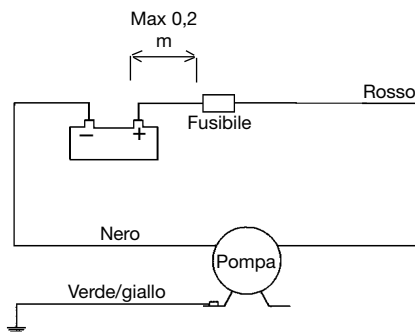 Max 0,2
m
Rosso
− +
Fusibile
Nero
Pompa
Verde/giallo